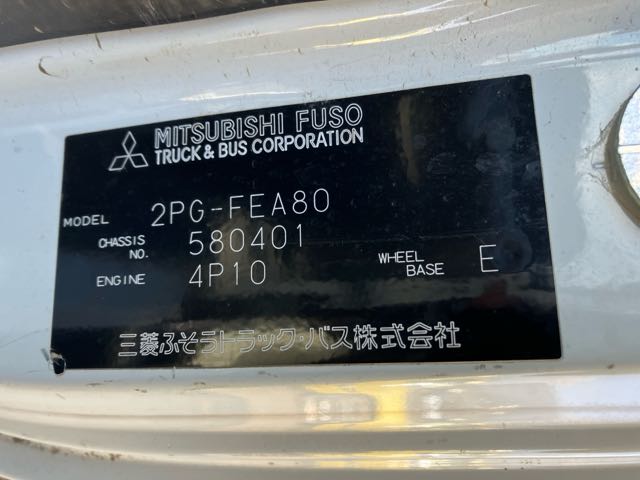 MITSUBISHI FUSO
TRUCK & BUS CORPORATION
MODEL 2PG-FEA80
CHASSIS NO. 580401
ENGINE 4P10 WHEEL BASE E
三菱ふそうトラック・バス株式会社